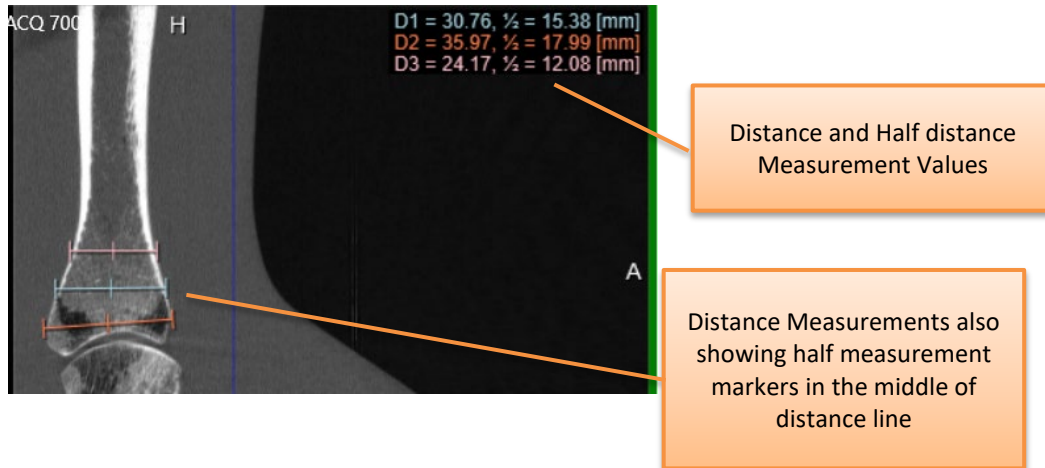 ACQ 700
H
D1 = 30.76, ½ = 15.38 [mm]
D2 = 35.97, ½ = 17.99 [mm]
D3 = 24.17, ½ = 12.08 [mm]
Distance and Half distance
Measurement Values
A
Distance Measurements also
showing half measurement
markers in the middle of
distance line